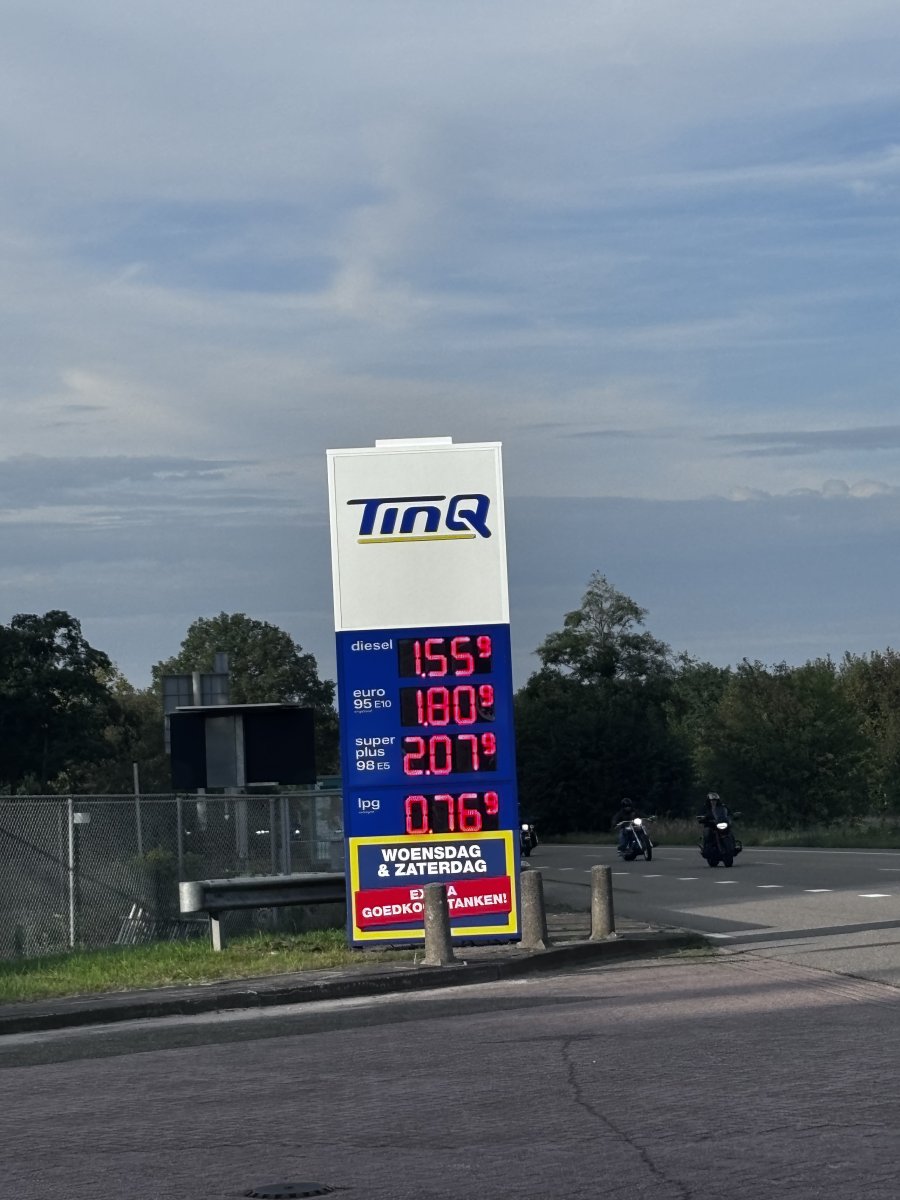 TinQ
diesel 1.55⁹
euro
95 E10 1.80⁹
super
plus
98 E5 2.07⁹
lpg 0.76⁹
WOENSDAG
& ZATERDAG
GOEDKO TANKEN!